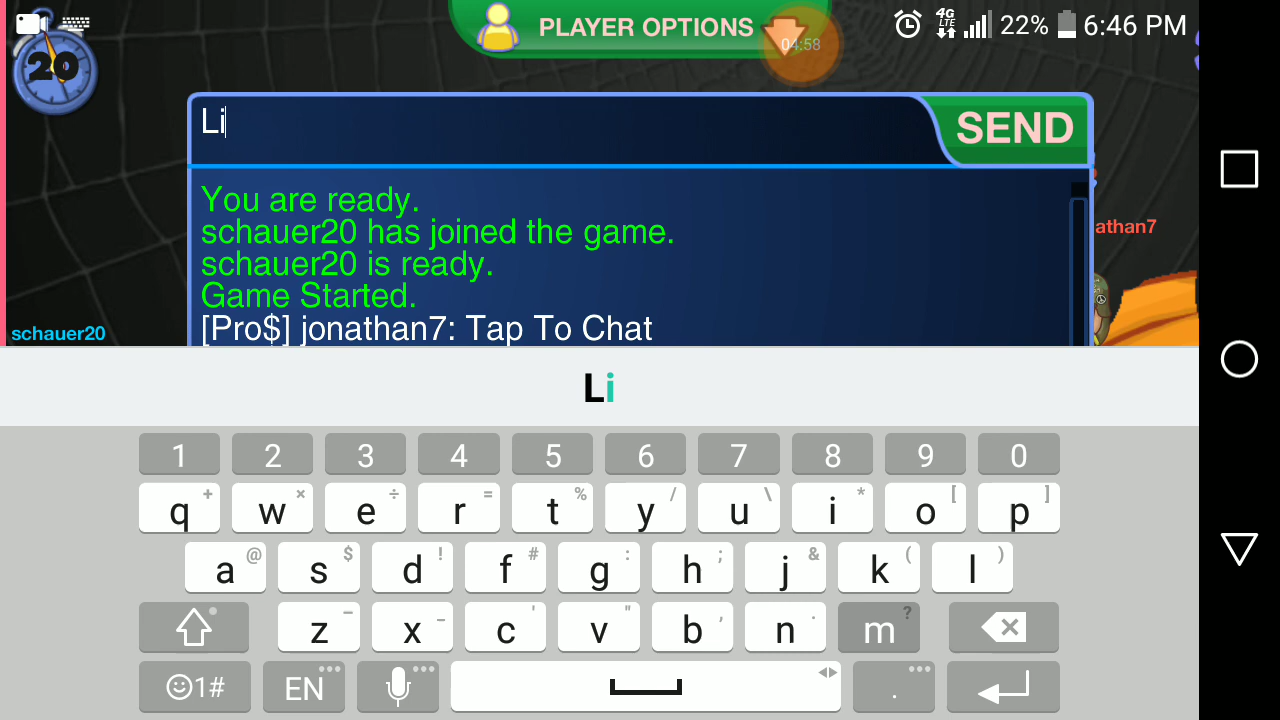 PLAYER OPTIONS
04:58
4G
LTE
22%
6:46 PM
20
Li
SEND
You are ready.
schauer20 has joined the game.
schauer20 is ready.
Game Started.
[Pro$] jonathan7: Tap To Chat
athan7
schauer20
Li
1 2 3 4 5 6 7 8 9 0
+ × ÷ = % / \ * [ ]
q w e r t y u i o p
@ $ ! # : ; & ( )
a s d f g h j k l
– _ ' " , . ?
z x c v b n m
1# EN .